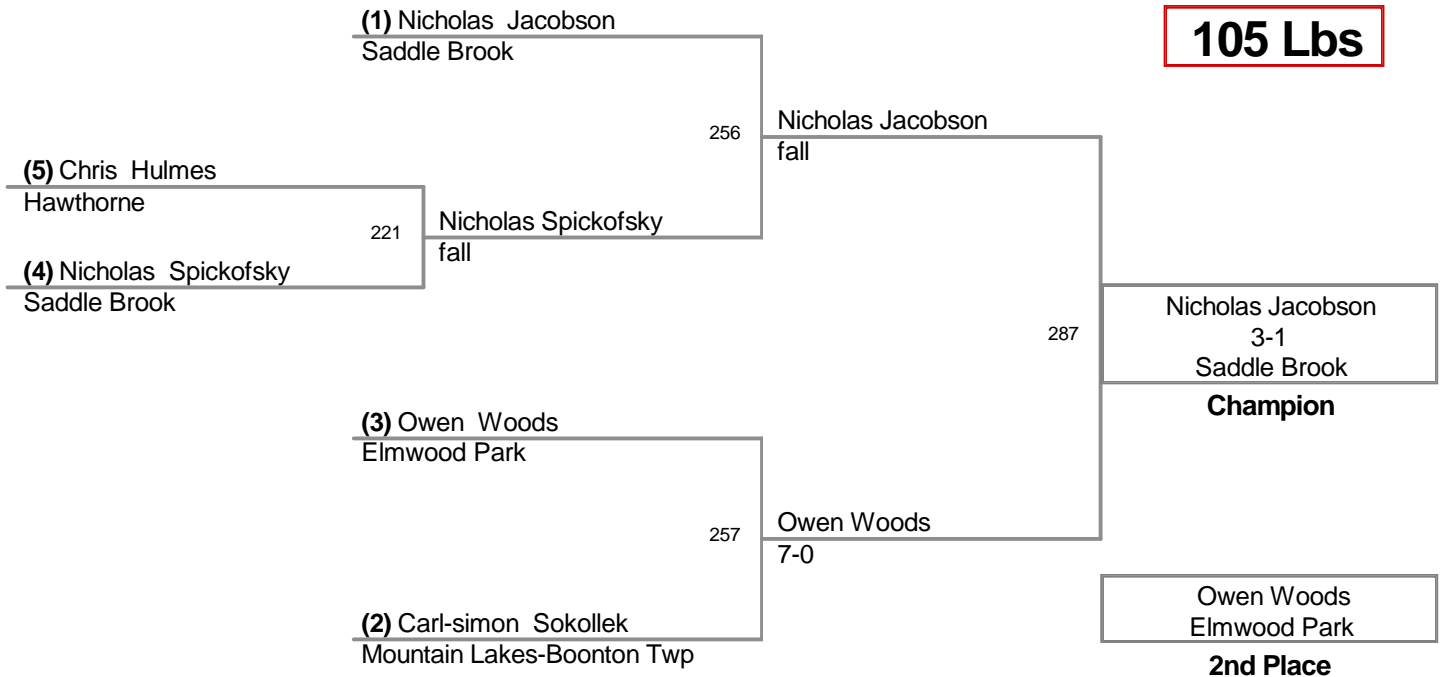 (1) Nicholas Jacobson
Saddle Brook
105 Lbs
256
Nicholas Jacobson
fall
(5) Chris Hulmes
Hawthorne
221
Nicholas Spickofsky
fall
(4) Nicholas Spickofsky
Saddle Brook
287
Nicholas Jacobson
3-1
Saddle Brook
Champion
(3) Owen Woods
Elmwood Park
257
Owen Woods
7-0
(2) Carl-simon Sokollek
Mountain Lakes-Boonton Twp
Owen Woods
Elmwood Park
2nd Place